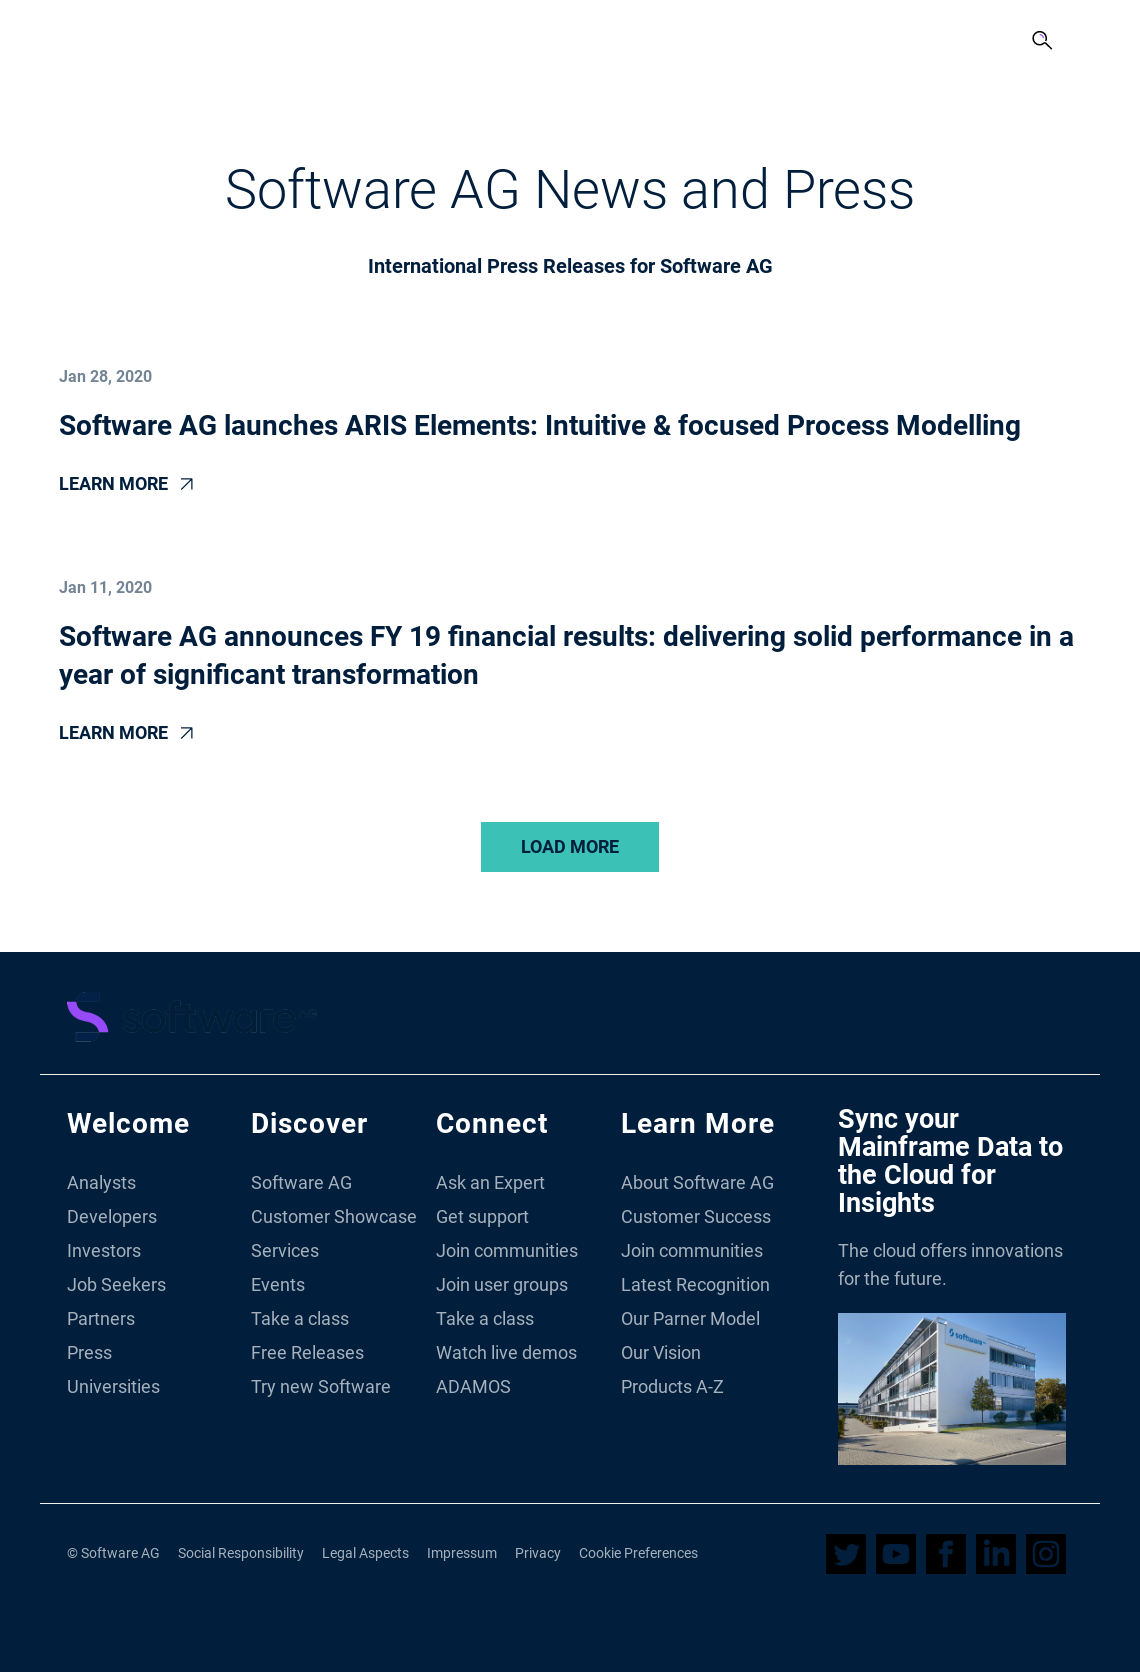 Software AG News and Press
International Press Releases for Software AG
Jan 28, 2020
Software AG launches ARIS Elements: Intuitive & focused Process Modelling
LEARN MORE
Jan 11, 2020
Software AG announces FY 19 financial results: delivering solid performance in a
year of significant transformation
LEARN MORE
LOAD MORE
software AG
Welcome
Analysts
Developers
Investors
Job Seekers
Partners
Press
Universities
Discover
Software AG
Customer Showcase
Services
Events
Take a class
Free Releases
Try new Software
Connect
Ask an Expert
Get support
Join communities
Join user groups
Take a class
Watch live demos
ADAMOS
Learn More
About Software AG
Customer Success
Join communities
Latest Recognition
Our Parner Model
Our Vision
Products A-Z
Sync your
Mainframe Data to
the Cloud for
Insights
The cloud offers innovations
for the future.
software
© Software AG Social Responsibility Legal Aspects Impressum Privacy Cookie Preferences